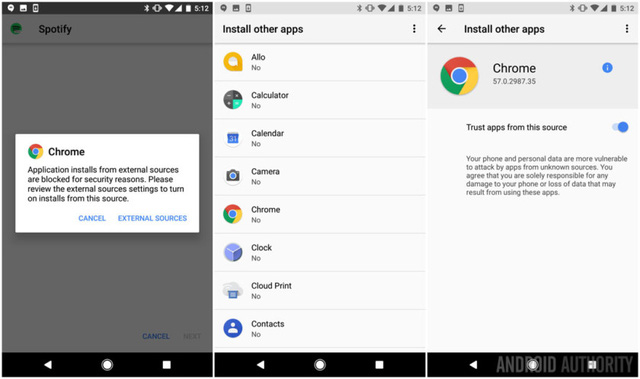 5:12
Spotify
Chrome
Application installs from external sources
are blocked for security reasons. Please
review the external sources settings to turn
on installs from this source.
CANCEL EXTERNAL SOURCES
CANCEL NEXT
5:12
Install other apps
Allo
No
Calculator
No
Calendar
No
Camera
No
Chrome
No
Clock
No
Cloud Print
No
Contacts
No
5:12
Install other apps
Chrome
57.0.2987.35
Trust apps from this source
Your phone and personal data are more vulnerable
to attack by apps from unknown sources. You
agree that you are solely responsible for any
damage to your phone or loss of data that may
result from using these apps.
ANDROID AUTHORITY